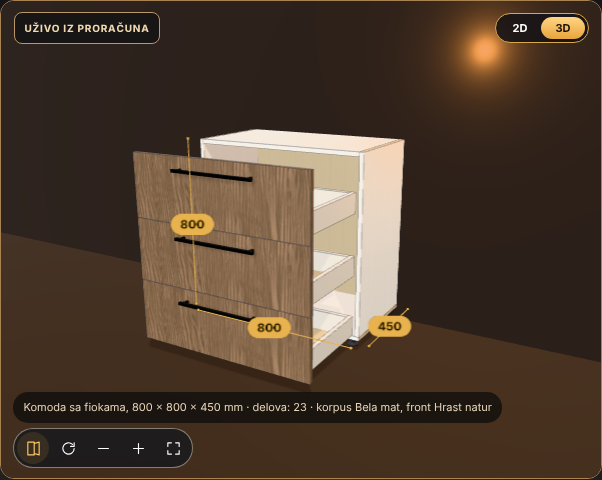 UŽIVO IZ PRORAČUNA
2D 3D
800
800
450
Komoda sa fiokama, 800 × 800 × 450 mm · delova: 23 · korpus Bela mat, front Hrast natur